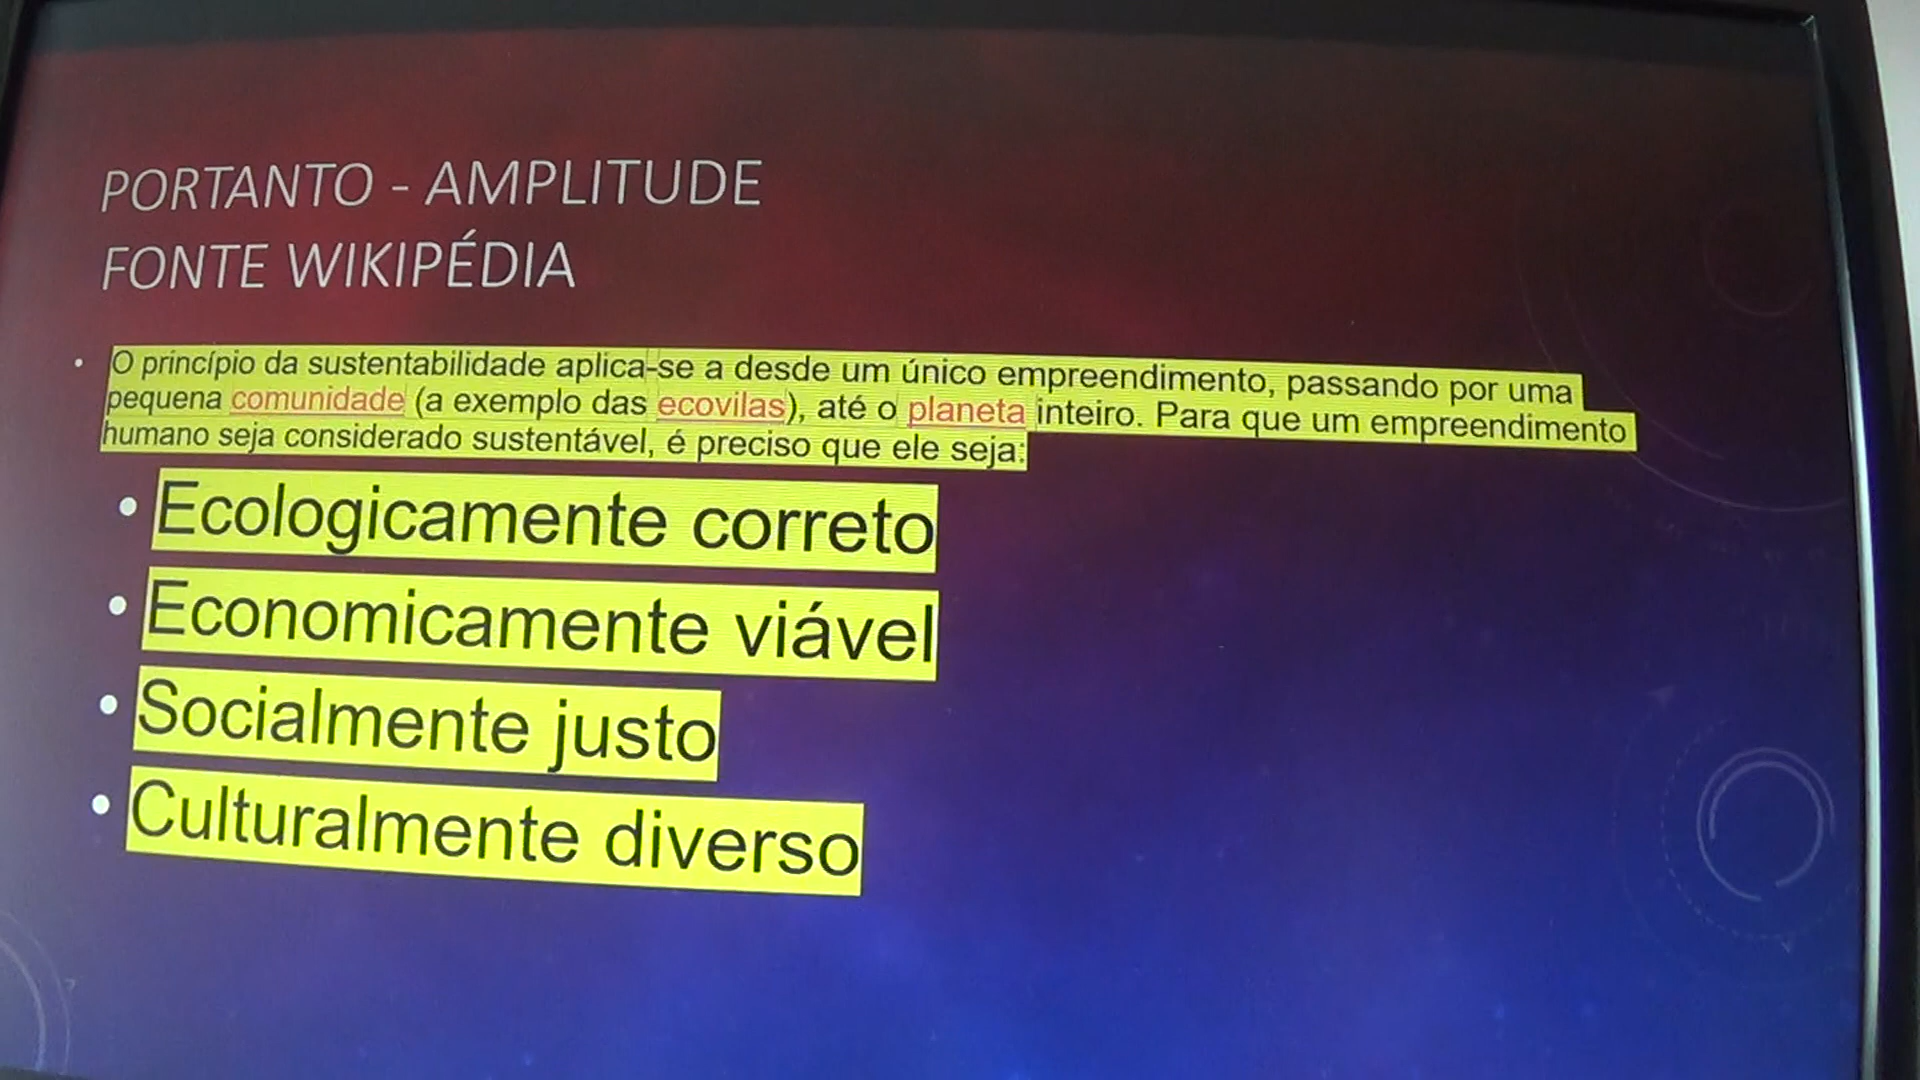 PORTANTO - AMPLITUDE
FONTE WIKIPÉDIA
• O princípio da sustentabilidade aplica-se a desde um único empreendimento, passando por uma
pequena comunidade (a exemplo das ecovilas), até o planeta inteiro. Para que um empreendimento
humano seja considerado sustentável, é preciso que ele seja:
• Ecologicamente correto
• Economicamente viável
• Socialmente justo
• Culturalmente diverso